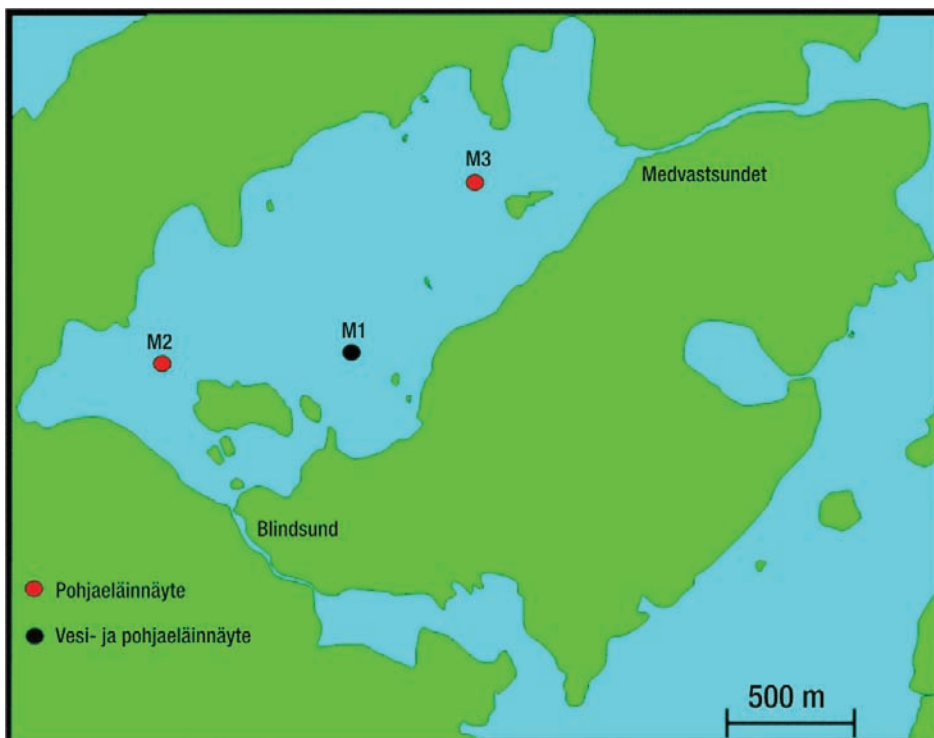 M3
Medvastsundet
M1
M2
Blindsund
Pohjaeläinnäyte
Vesi- ja pohjaeläinnäyte
500 m